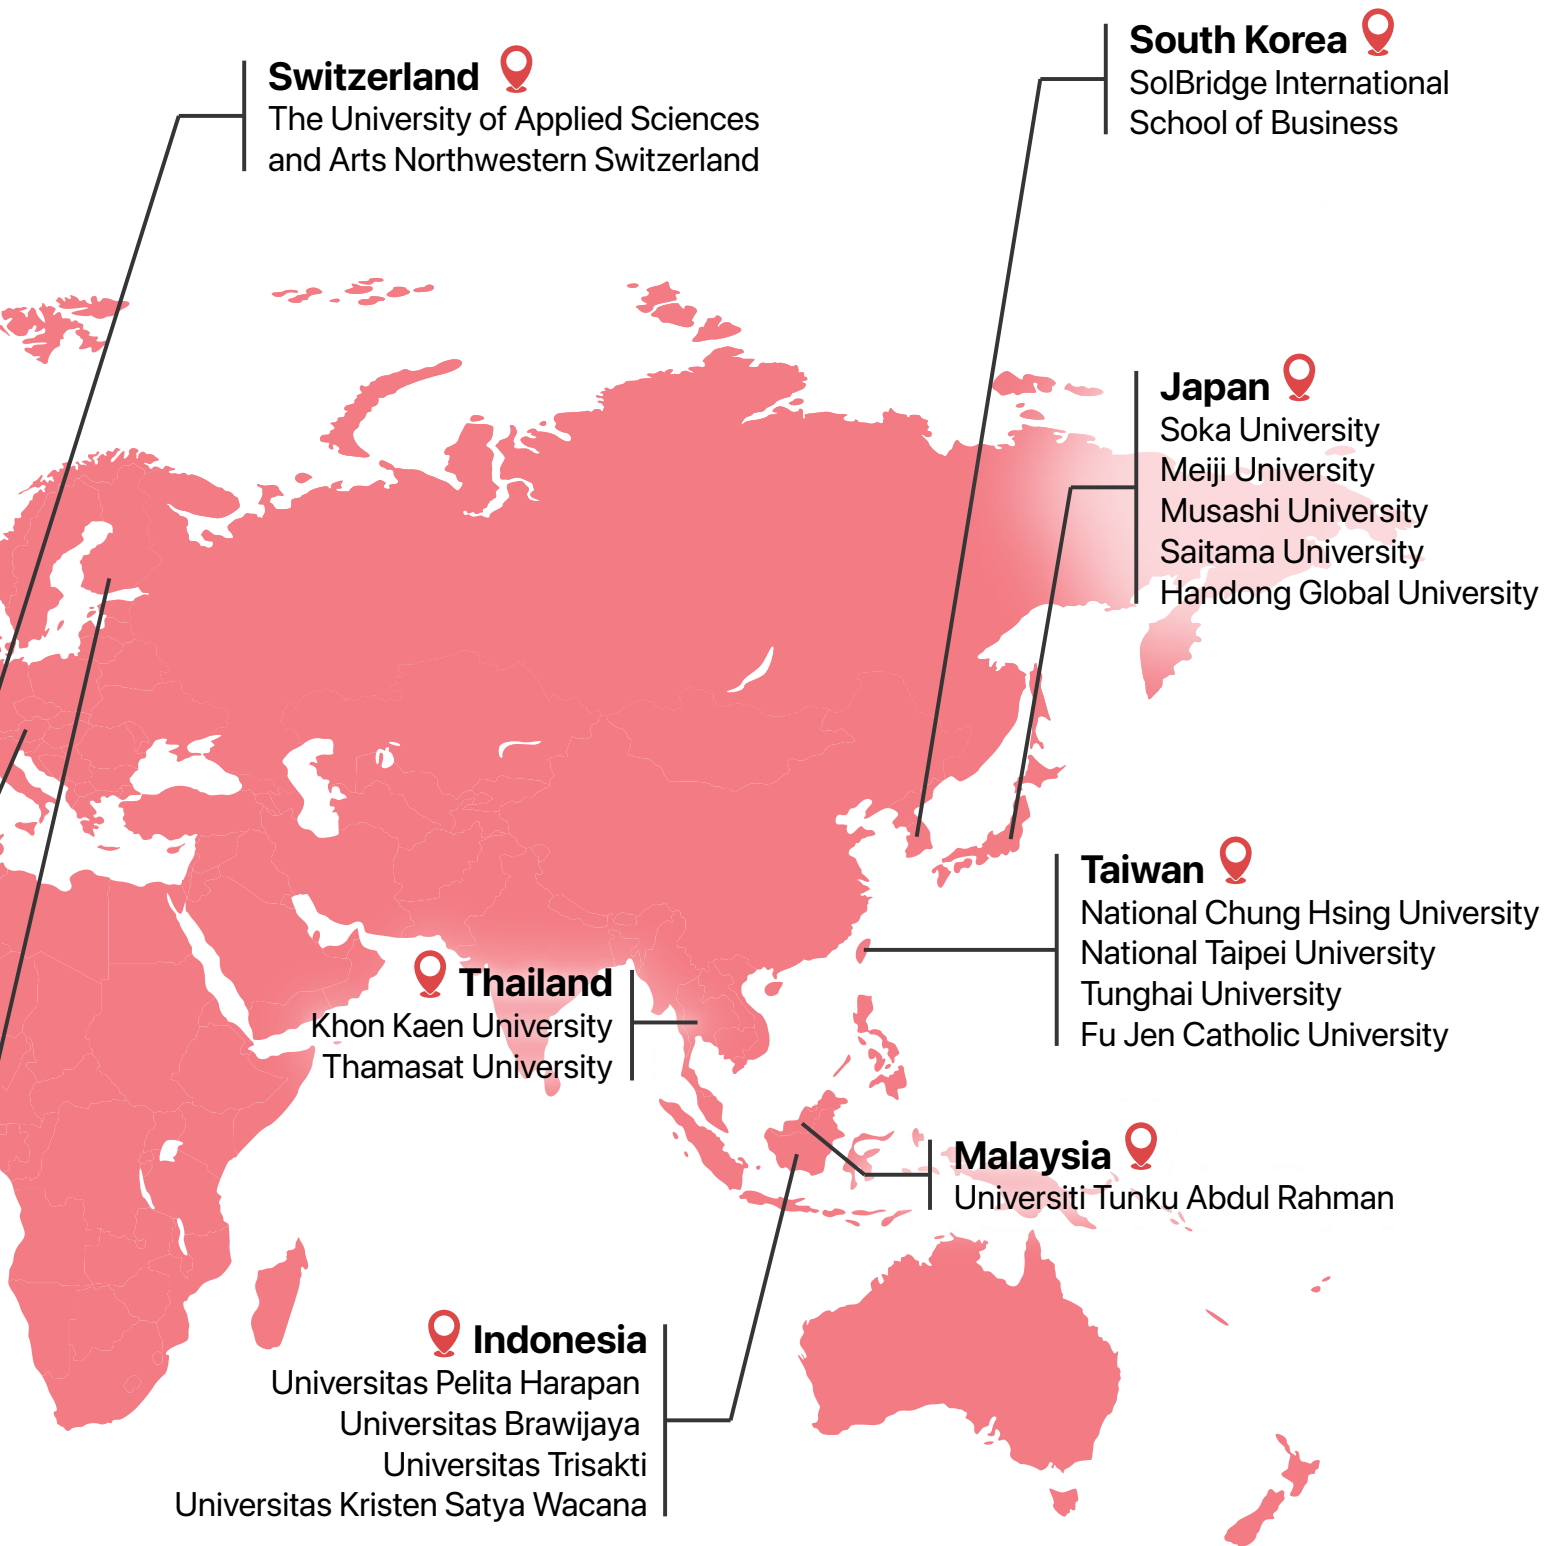 Switzerland
The University of Applied Sciences
and Arts Northwestern Switzerland
South Korea
SolBridge International
School of Business
Japan
Soka University
Meiji University
Musashi University
Saitama University
Handong Global University
Taiwan
National Chung Hsing University
National Taipei University
Tunghai University
Fu Jen Catholic University
Thailand
Khon Kaen University
Thamasat University
Malaysia
Universiti Tunku Abdul Rahman
Indonesia
Universitas Pelita Harapan
Universitas Brawijaya
Universitas Trisakti
Universitas Kristen Satya Wacana